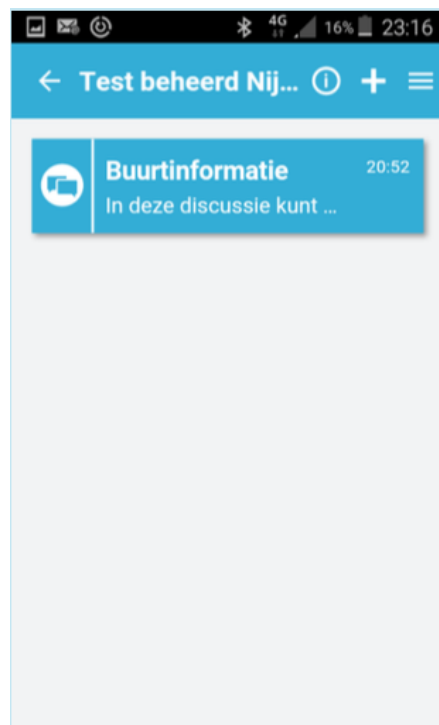 4G 16% 23:16
Test beheerd Nij...
Buurtinformatie 20:52
In deze discussie kunt ...